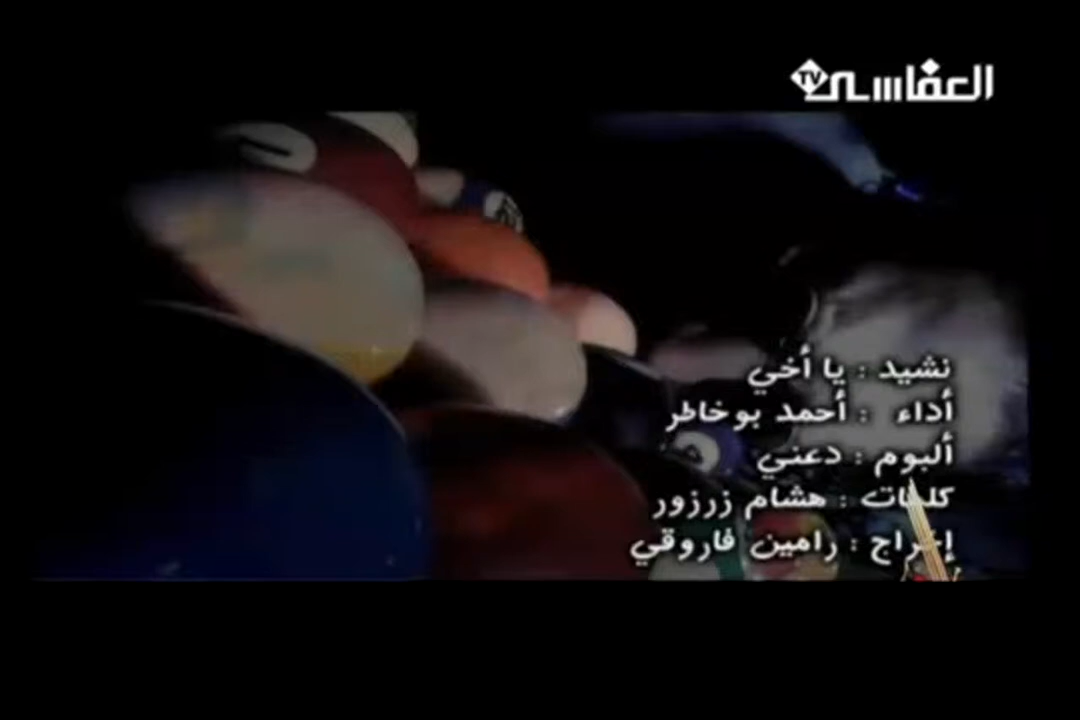 العفاسي TV
نشيد : يا أخي
أداء : أحمد بوخاطر
ألبوم : دعني
كلمات : هشام زرزور
إخراج : رامين فاروقي